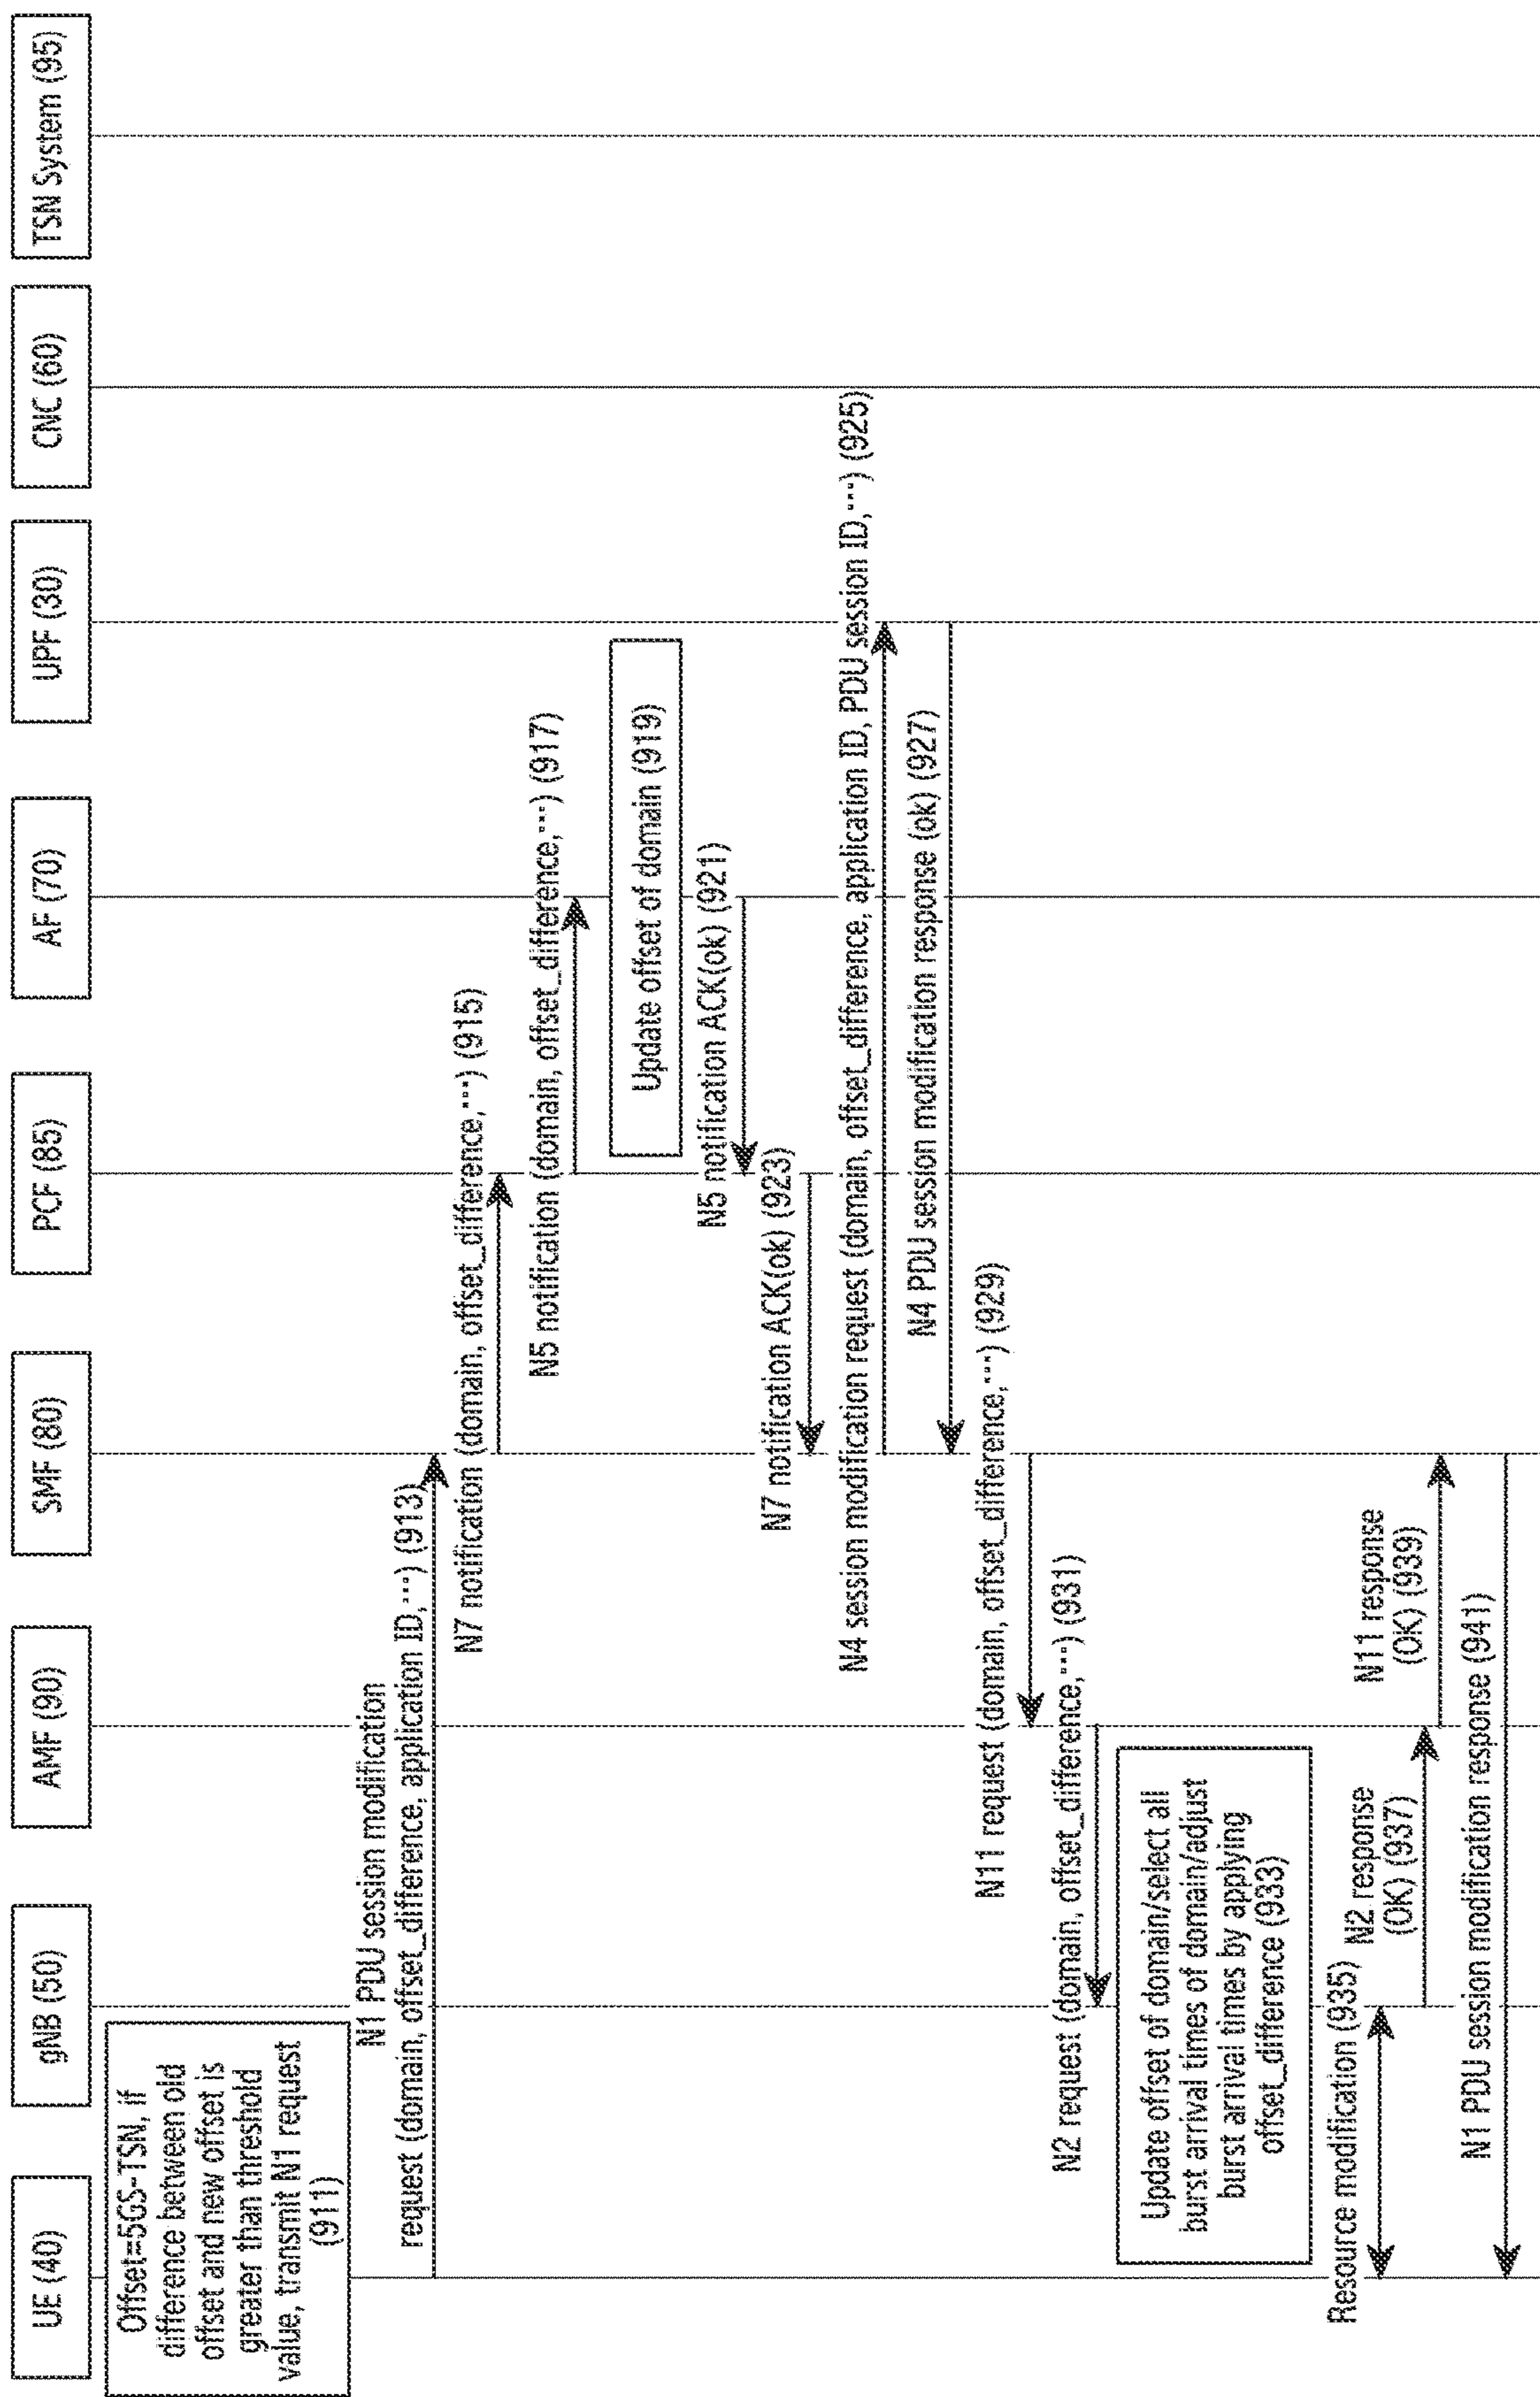 UE (40)
gNB (50)
AMF (90)
SMF (80)
PCF (85)
AF (70)
UPF (30)
CNC (60)
TSN System (95)
Offset=5GS-TSN, if
difference between old
offset and new offset is
greater than threshold
value, transmit N1 request
(911)
N1 PDU session modification
request (domain, offset_difference, application ID,···) (913)
N7 notification (domain, offset_difference,···) (915)
N5 notification (domain, offset_difference,···) (917)
Update offset of domain (919)
N5 notification ACK(ok) (921)
N7 notification ACK(ok) (923)
N4 session modification request (domain, offset_difference, application ID, PDU session ID,···) (925)
N4 PDU session modification response (ok) (927)
N11 request (domain, offset_difference,···) (929)
N2 request (domain, offset_difference,···) (931)
Update offset of domain/select all
burst arrival times of domain/adjust
burst arrival times by applying
offset_difference (933)
Resource modification (935)
N2 response
(OK) (937)
N11 response
(OK) (939)
N1 PDU session modification response (941)